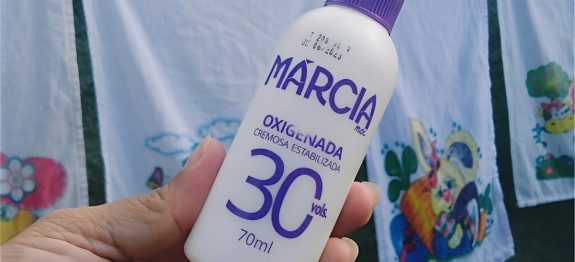 MÁRCIA
OXIGENADA
CREMOSA ESTABILIZADA
30
vols.
70ml